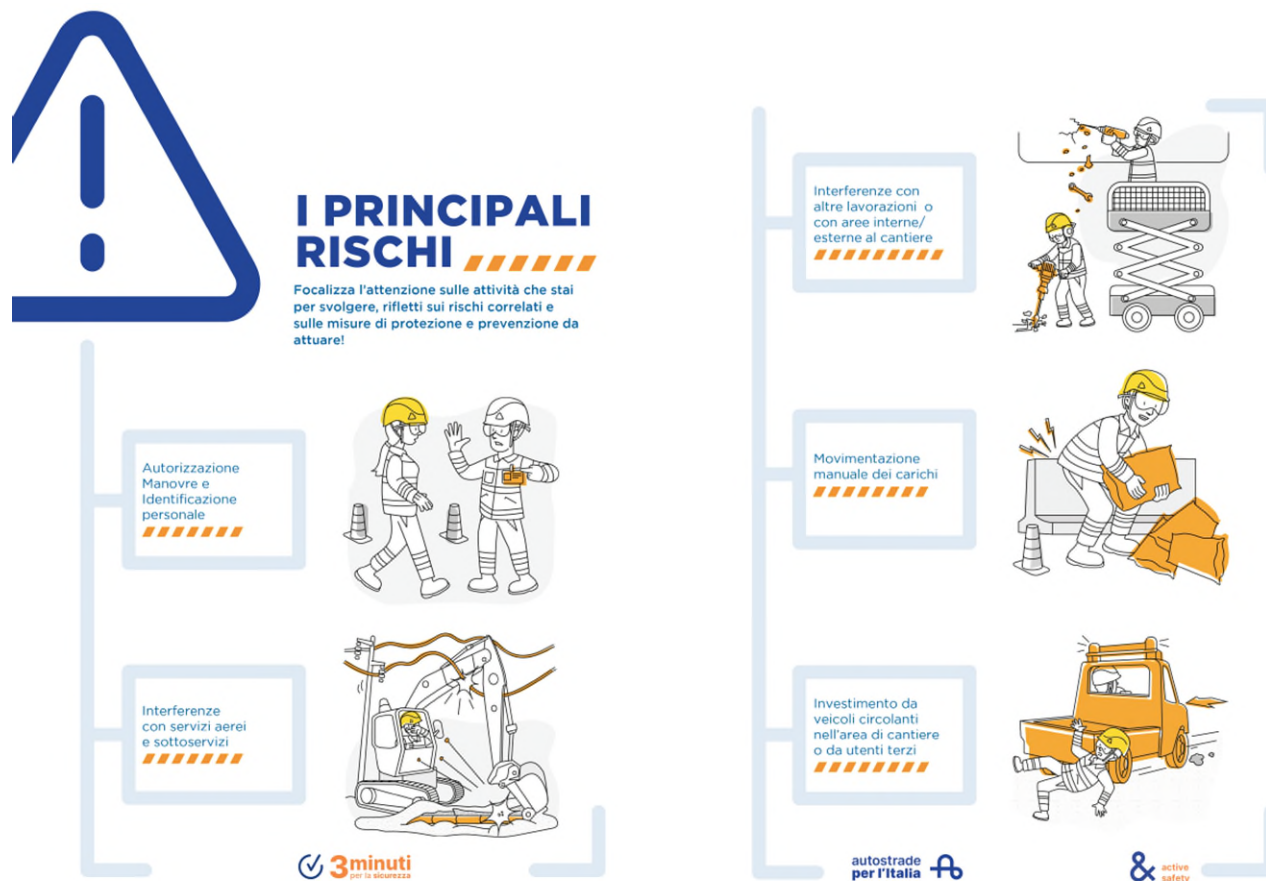 I PRINCIPALI
RISCHI
Focalizza l'attenzione sulle attività che stai
per svolgere, rifletti sui rischi correlati e
sulle misure di protezione e prevenzione da
attuare!
Autorizzazione
Manovre e
Identificazione
personale
Interferenze
con servizi aerei
e sottoservizi
3 minuti
per la sicurezza
Interferenze con
altre lavorazioni o
con aree interne/
esterne al cantiere
Movimentazione
manuale dei carichi
Investimento da
veicoli circolanti
nell'area di cantiere
o da utenti terzi
autostrade
per l'Italia
& active
safety